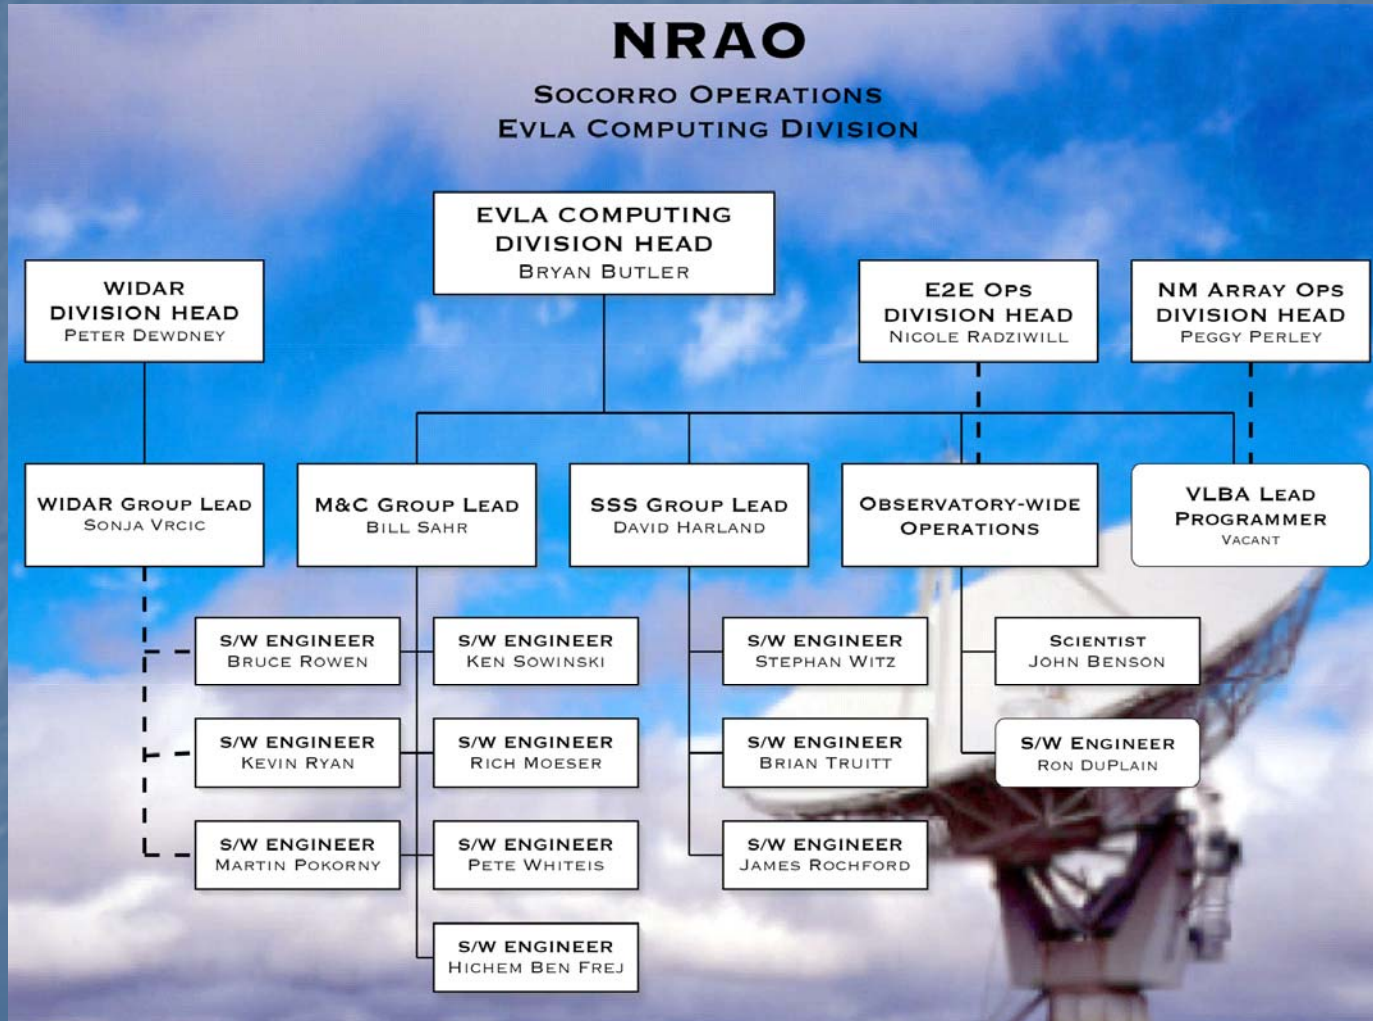 NRAO
SOCORRO OPERATIONS
EVLA COMPUTING DIVISION
EVLA COMPUTING
DIVISION HEAD
BRYAN BUTLER
WIDAR
DIVISION HEAD
PETER DEWDNEY
E2E OPS
DIVISION HEAD
NICOLE RADZIWILL
NM ARRAY OPS
DIVISION HEAD
PEGGY PERLEY
WIDAR GROUP LEAD
SONJA VRCIC
M&C GROUP LEAD
BILL SAHR
SSS GROUP LEAD
DAVID HARLAND
OBSERVATORY-WIDE
OPERATIONS
VLBA LEAD
PROGRAMMER
VACANT
S/W ENGINEER
BRUCE ROWEN
S/W ENGINEER
KEN SOWINSKI
S/W ENGINEER
STEPHAN WITZ
SCIENTIST
JOHN BENSON
S/W ENGINEER
KEVIN RYAN
S/W ENGINEER
RICH MOESER
S/W ENGINEER
BRIAN TRUITT
S/W ENGINEER
RON DUPLAIN
S/W ENGINEER
MARTIN POKORNY
S/W ENGINEER
PETE WHITEIS
S/W ENGINEER
JAMES ROCHFORD
S/W ENGINEER
HICHEM BEN FREJ